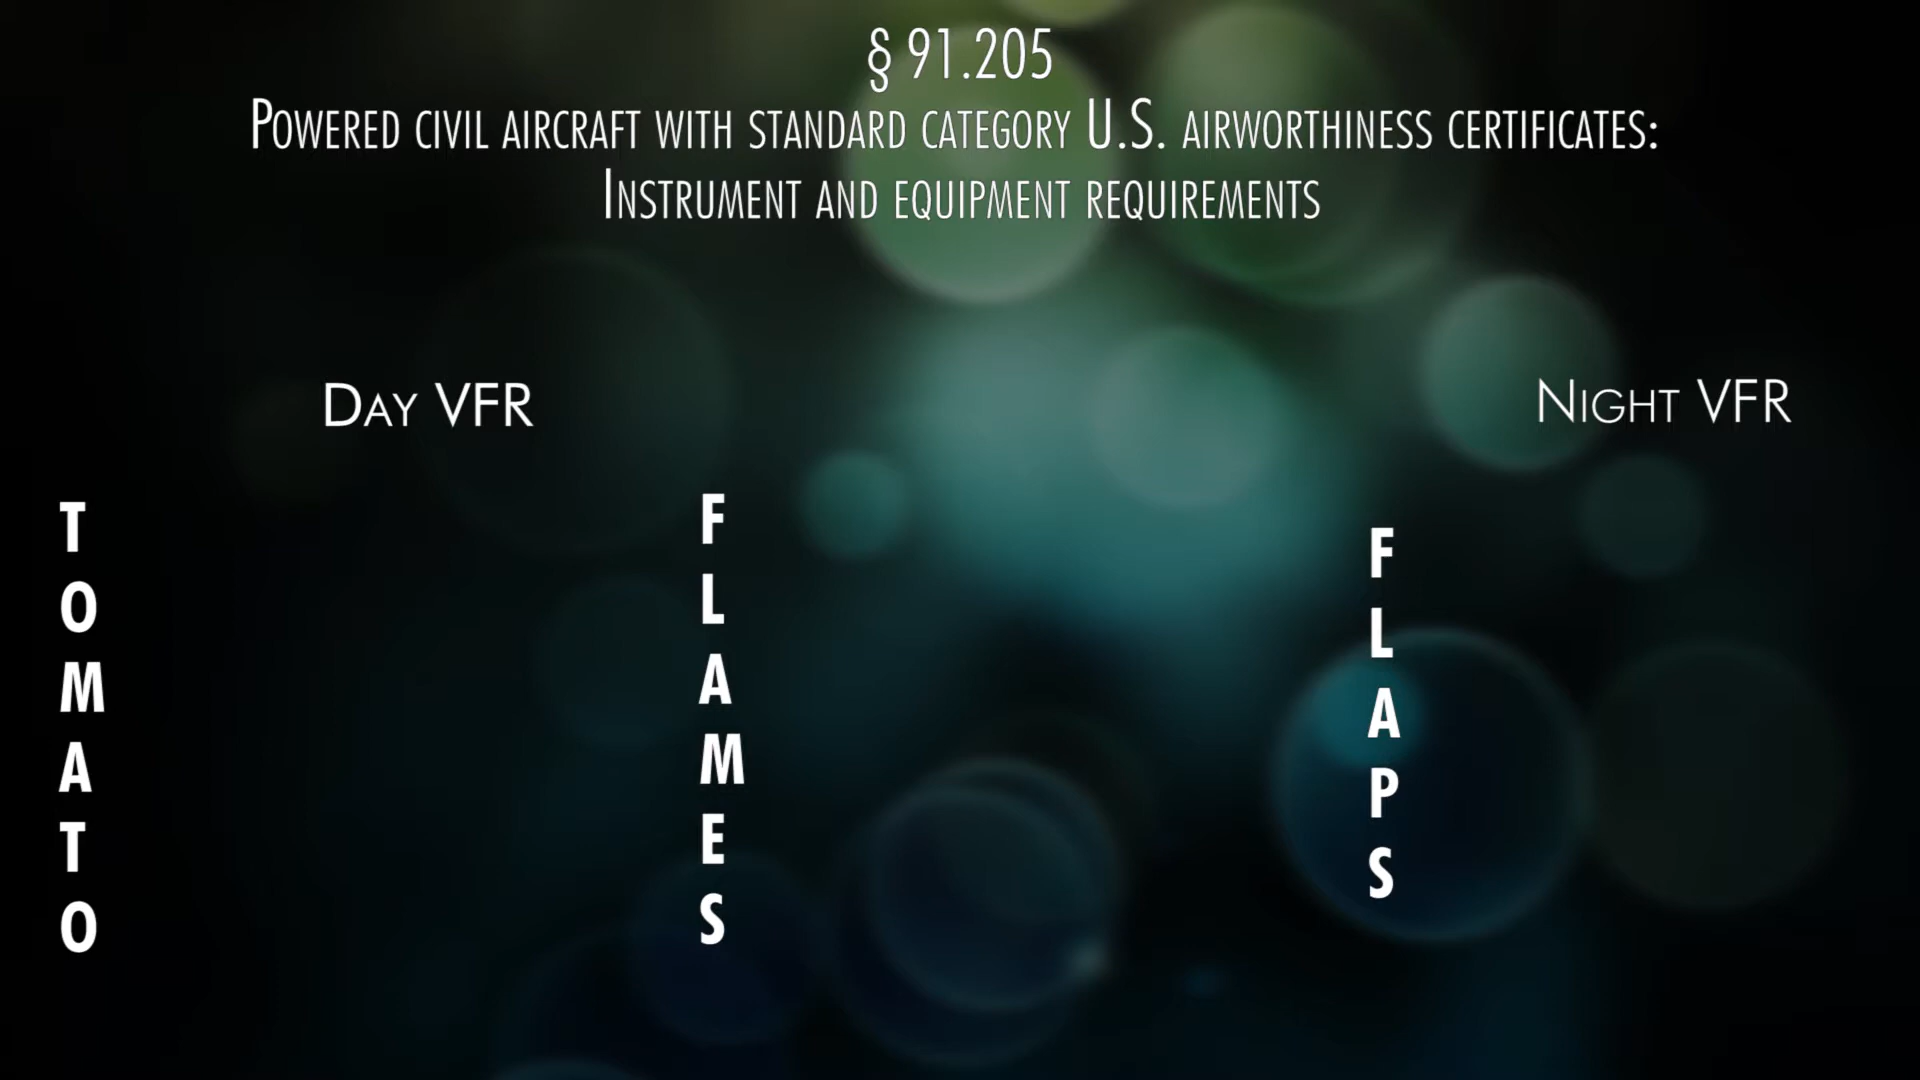 § 91.205
Powered civil aircraft with standard category U.S. airworthiness certificates:
Instrument and equipment requirements
Day VFR
Night VFR
T
O
M
A
T
O
F
L
A
M
E
S
F
L
A
P
S